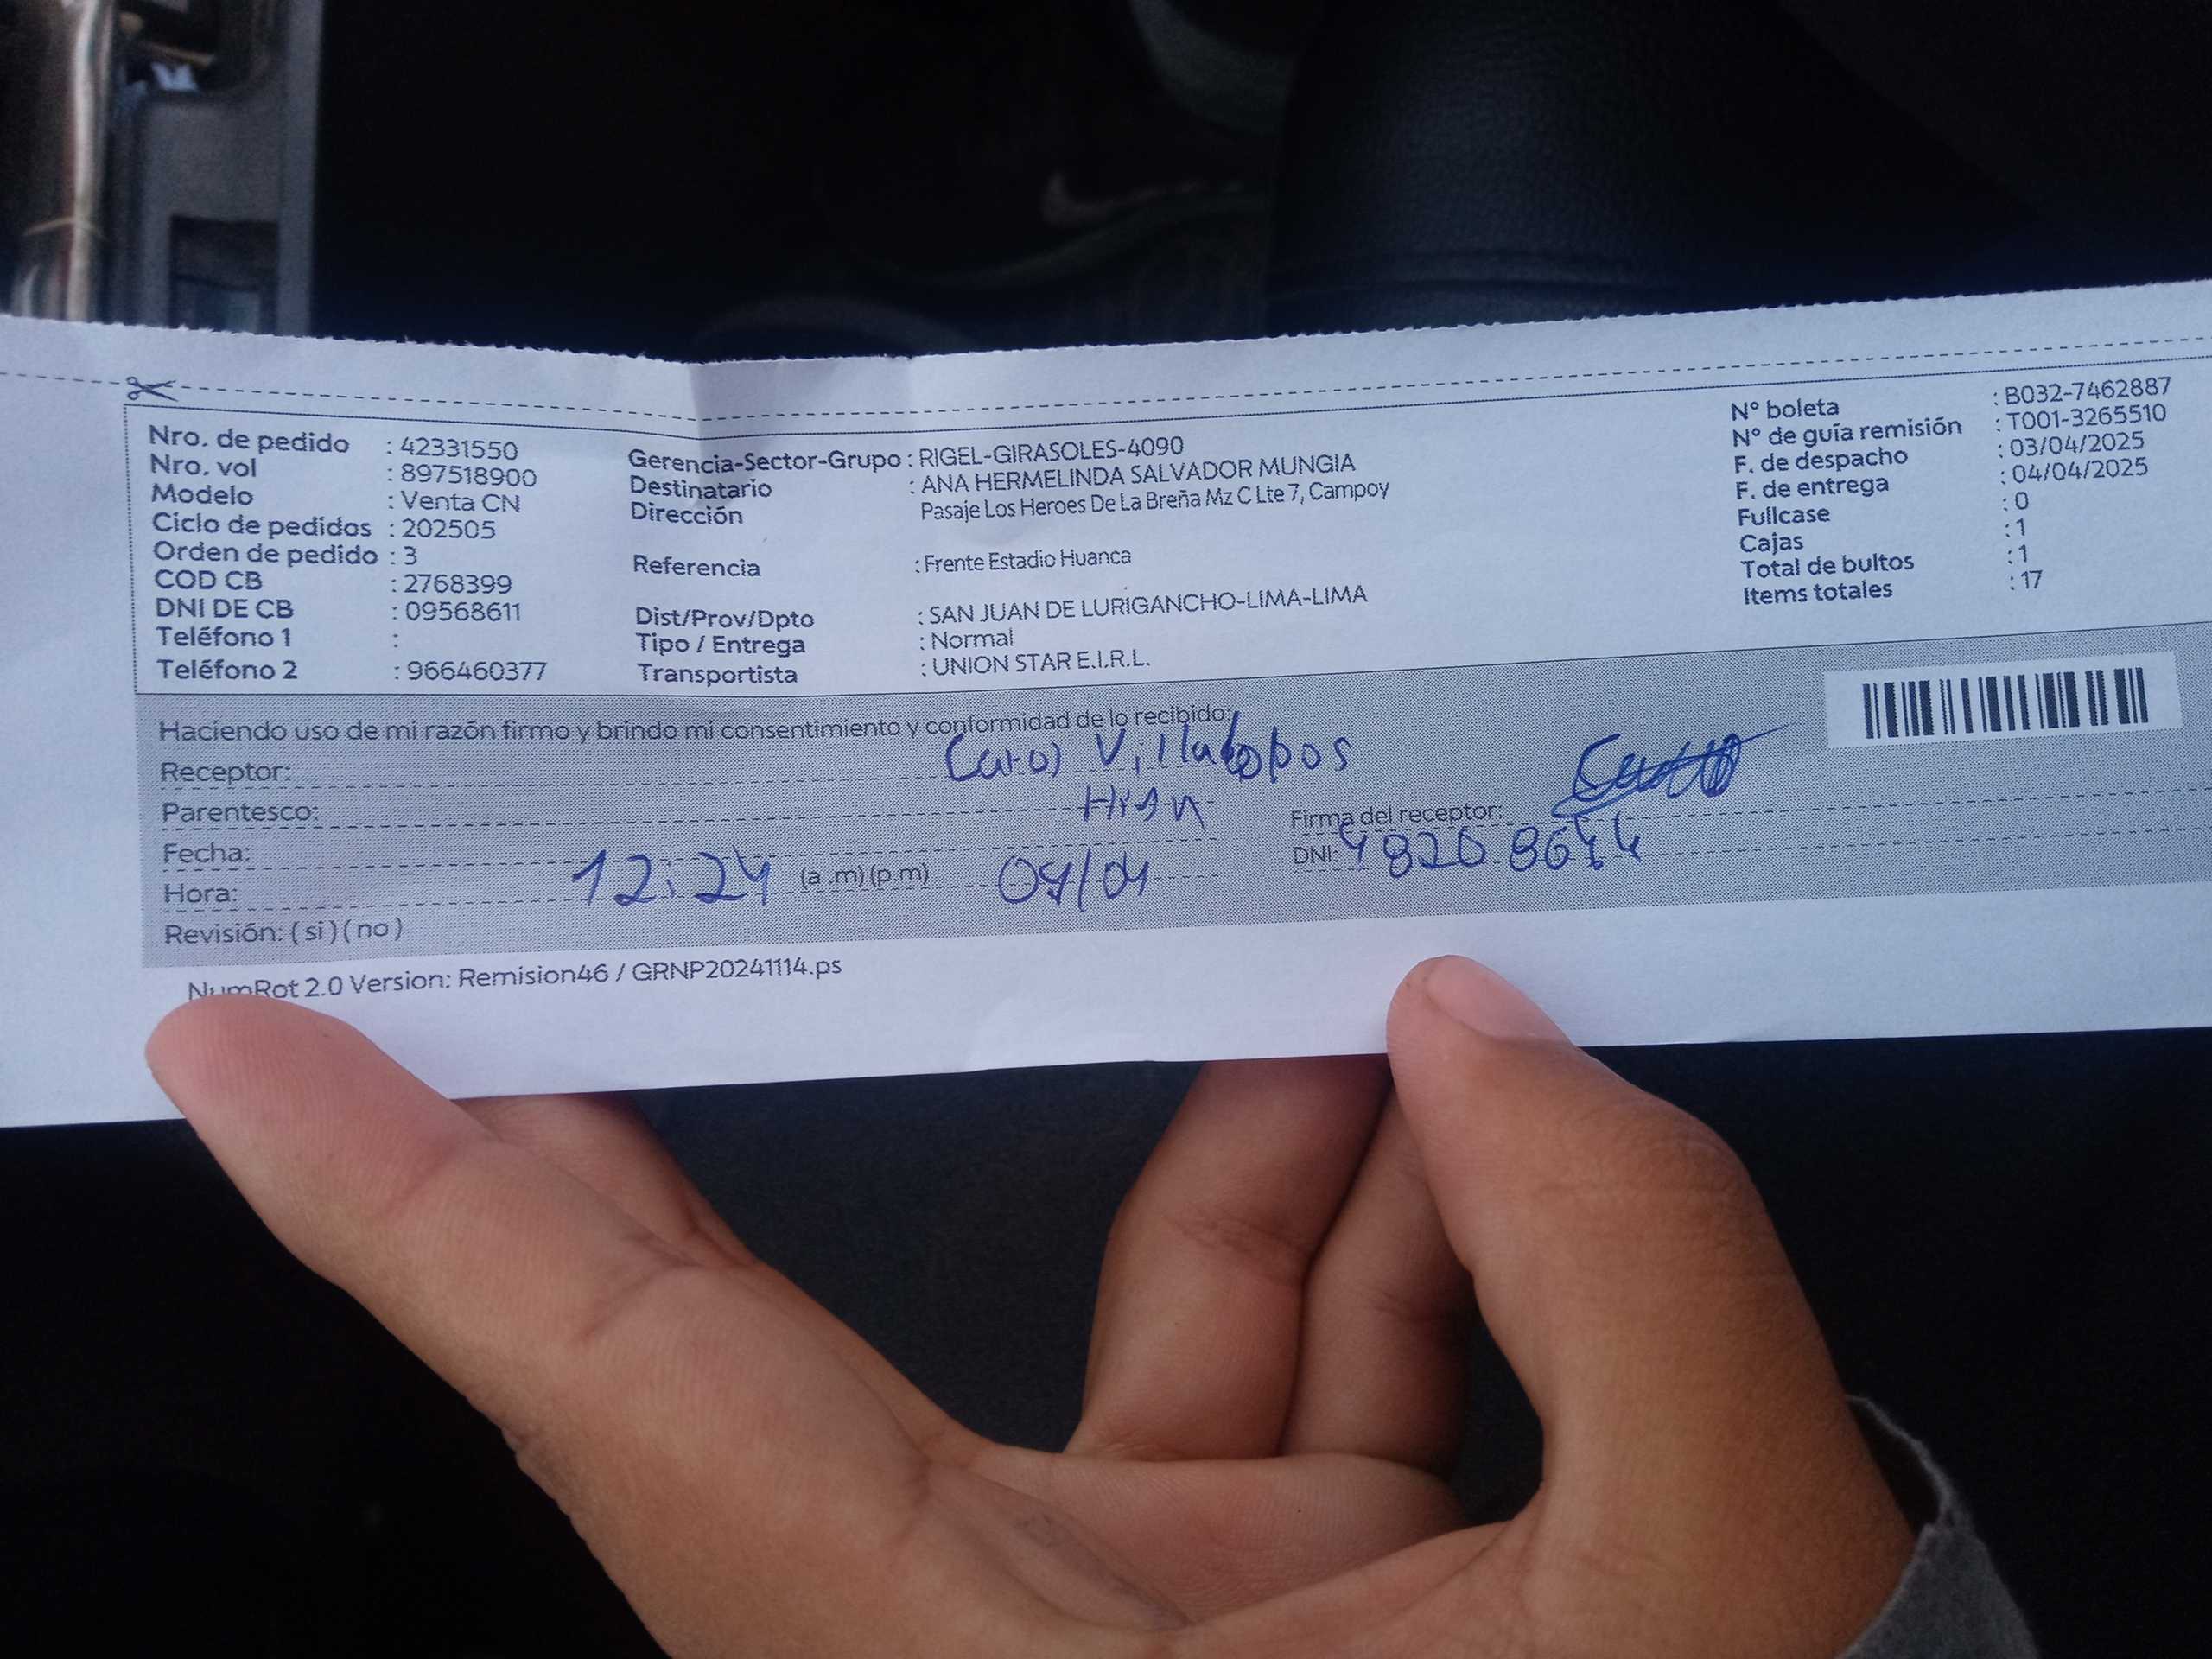 Nro. de pedido : 42331550
Nro. vol : 897518900
Modelo : Venta CN
Ciclo de pedidos : 202505
Orden de pedido : 3
COD CB : 2768399
DNI DE CB : 09568611
Teléfono 1 :
Teléfono 2 : 966460377
Gerencia-Sector-Grupo : RIGEL-GIRASOLES-4090
Destinatario : ANA HERMELINDA SALVADOR MUNGIA
Dirección Pasaje Los Heroes De La Breña Mz C Lte 7, Campoy
Referencia : Frente Estadio Huanca
Dist/Prov/Dpto : SAN JUAN DE LURIGANCHO-LIMA-LIMA
Tipo / Entrega : Normal
Transportista : UNION STAR E.I.R.L.
N° boleta : B032-7462887
N° de guía remisión : T001-3265510
F. de despacho : 03/04/2025
F. de entrega : 04/04/2025
Fullcase : 0
Cajas : 1
Total de bultos : 1
Items totales : 17
Haciendo uso de mi razón firmo y brindo mi consentimiento y conformidad de lo recibido:
Receptor: Villalobos
Parentesco:
Fecha:
Hora: 12:24 (a .m) (p.m) 04/04
Revisión: ( si ) ( no )
Firma del receptor:
DNI:
NumRot 2.0 Version: Remision46 / GRNP20241114.ps